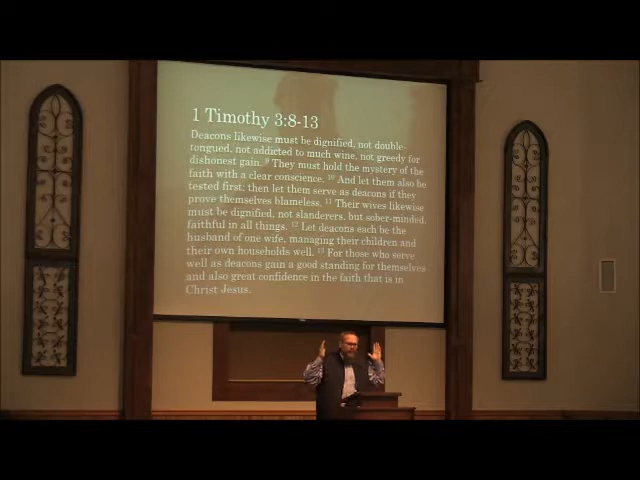 1 Timothy 3:8-13
Deacons likewise must be dignified, not double-
tongued, not addicted to much wine, not greedy for
dishonest gain. 9 They must hold the mystery of the
faith with a clear conscience. 10 And let them also be
tested first; then let them serve as deacons if they
prove themselves blameless. 11 Their wives likewise
must be dignified, not slanderers, but sober-minded,
faithful in all things. 12 Let deacons each be the
husband of one wife, managing their children and
their own households well. 13 For those who serve
well as deacons gain a good standing for themselves
and also great confidence in the faith that is in
Christ Jesus.